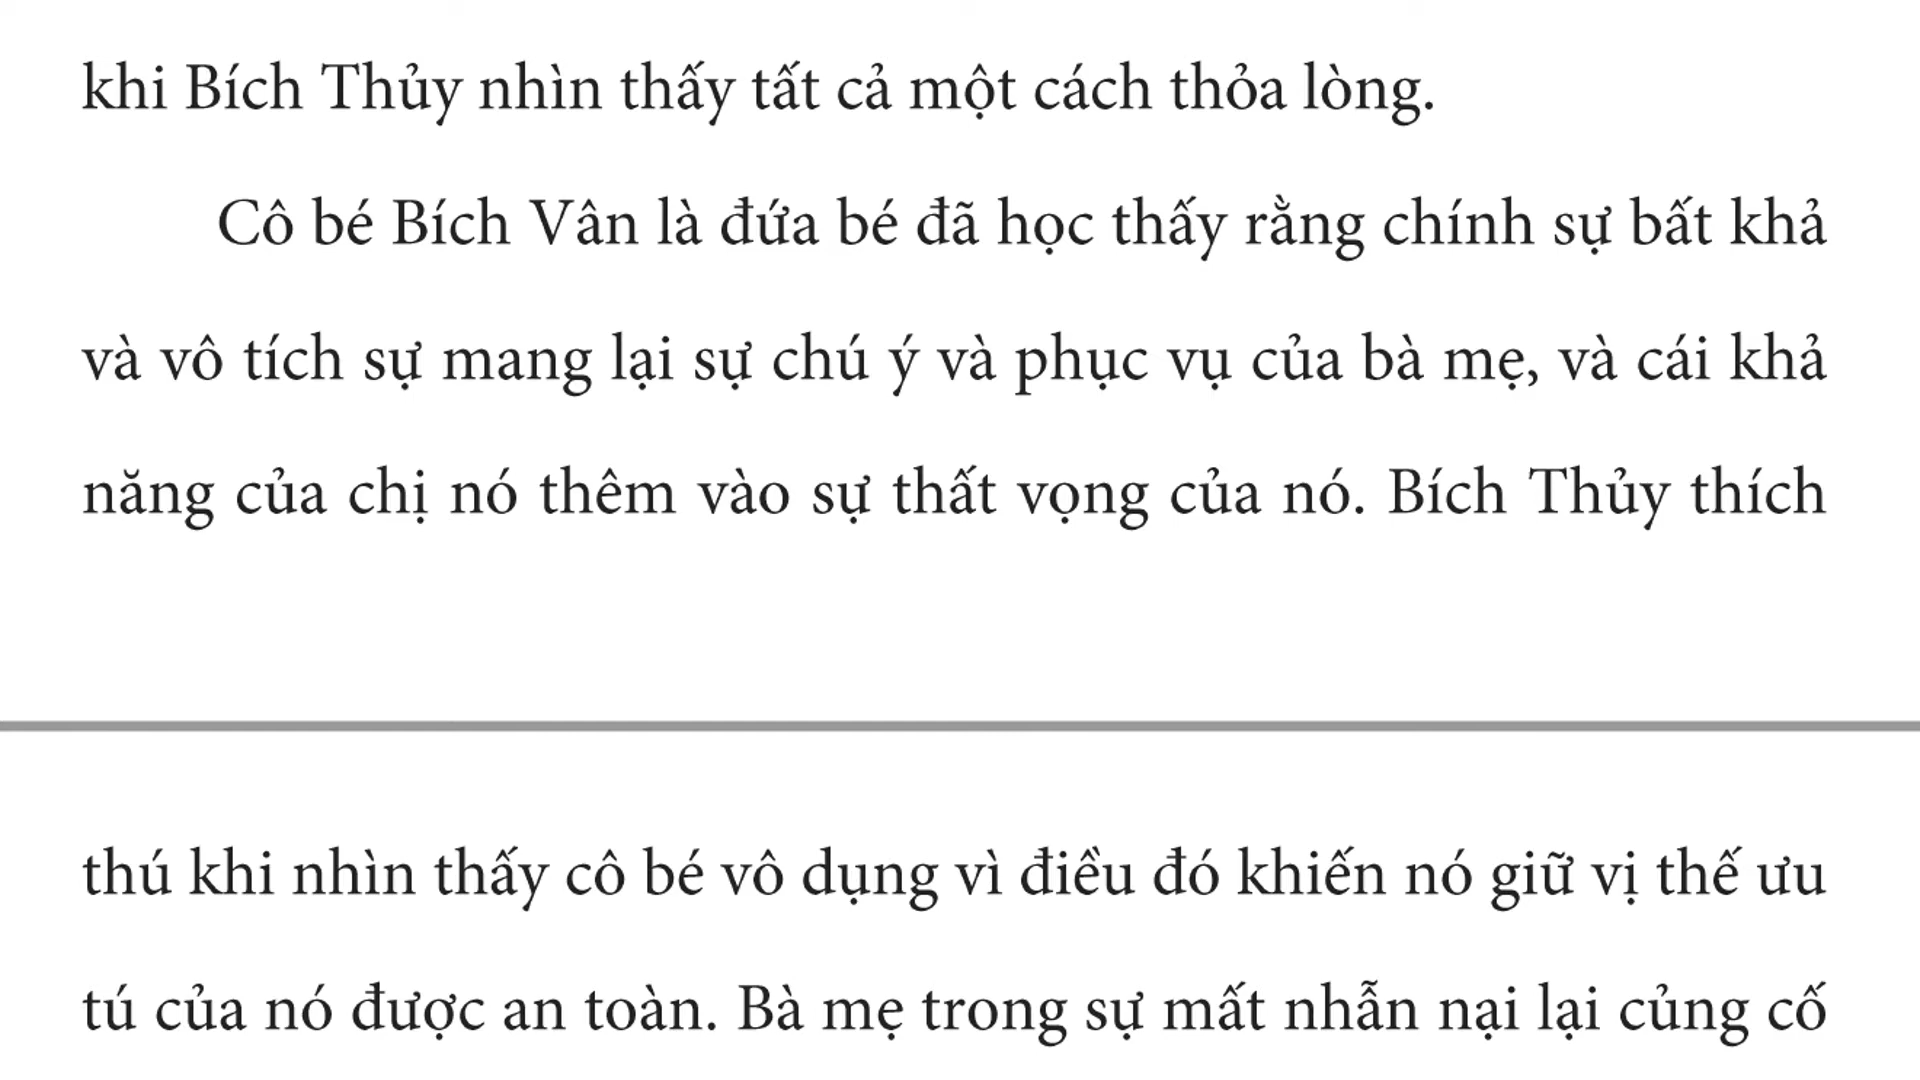 khi Bích Thủy nhìn thấy tất cả một cách thỏa lòng.
Cô bé Bích Vân là đứa bé đã học thấy rằng chính sự bất khả
và vô tích sự mang lại sự chú ý và phục vụ của bà mẹ, và cái khả
năng của chị nó thêm vào sự thất vọng của nó. Bích Thủy thích
thú khi nhìn thấy cô bé vô dụng vì điều đó khiến nó giữ vị thế ưu
tú của nó được an toàn. Bà mẹ trong sự mất nhẫn nại lại củng cố